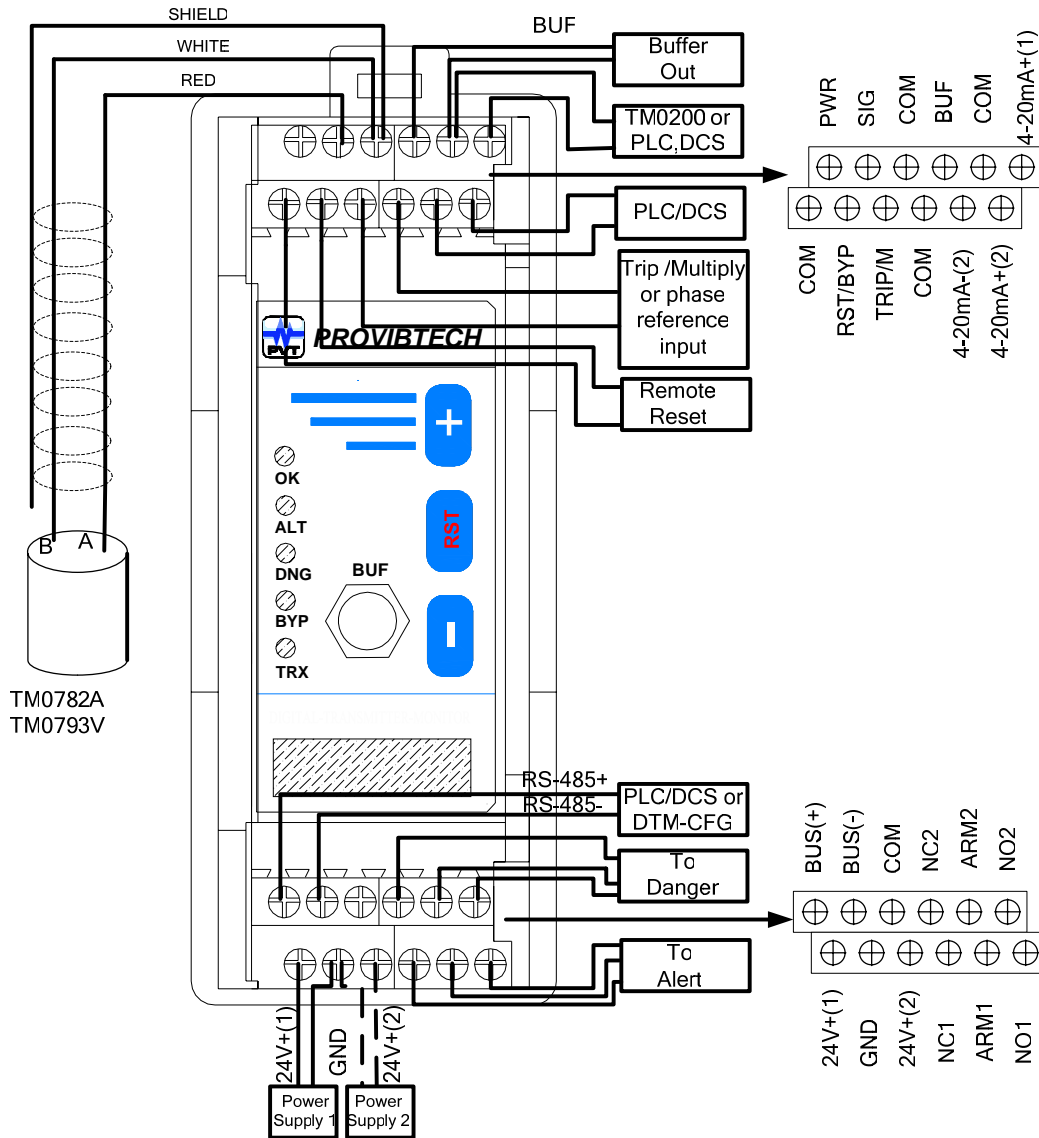 SHIELD
WHITE
RED
BUF
Buffer
Out
TM0200 or
PLC,DCS
PLC/DCS
Trip /Multiply
or phase
reference
input
Remote
Reset
PWR
SIG
COM
BUF
COM
4-20mA+(1)
COM
RST/BYP
TRIP/M
COM
4-20mA-(2)
4-20mA+(2)
PVT
PROVIBTECH
+
RST
-
OK
ALT
DNG
BYP
TRX
BUF
B
A
TM0782A
TM0793V
RS-485+
RS-485-
PLC/DCS or
DTM-CFG
To
Danger
To
Alert
BUS(+)
BUS(-)
COM
NC2
ARM2
NO2
24V+(1)
GND
24V+(2)
NC1
ARM1
NO1
24V+(1)
GND
24V+(2)
Power
Supply 1
Power
Supply 2